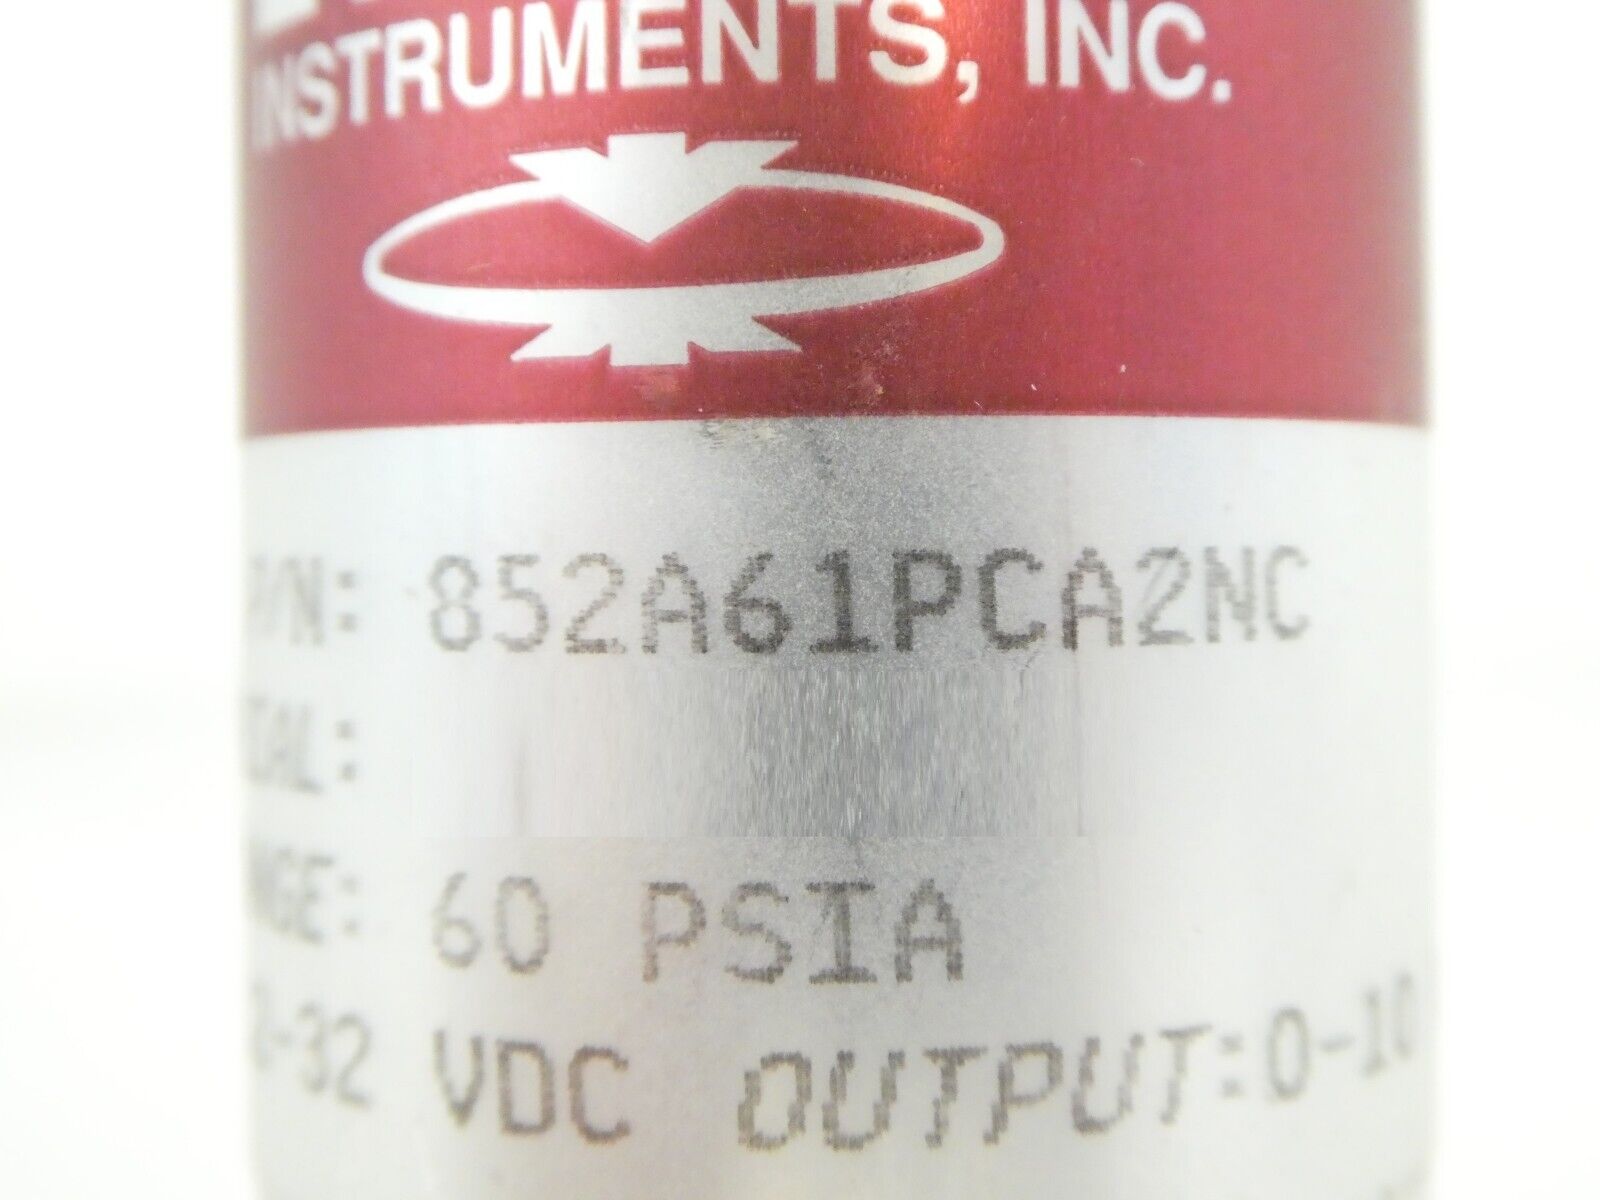 INSTRUMENTS, INC.
P/N: 852A61PCA2NC
IAL:
NGE: 60 PSIA
-32 VDC OUTPUT:0-10